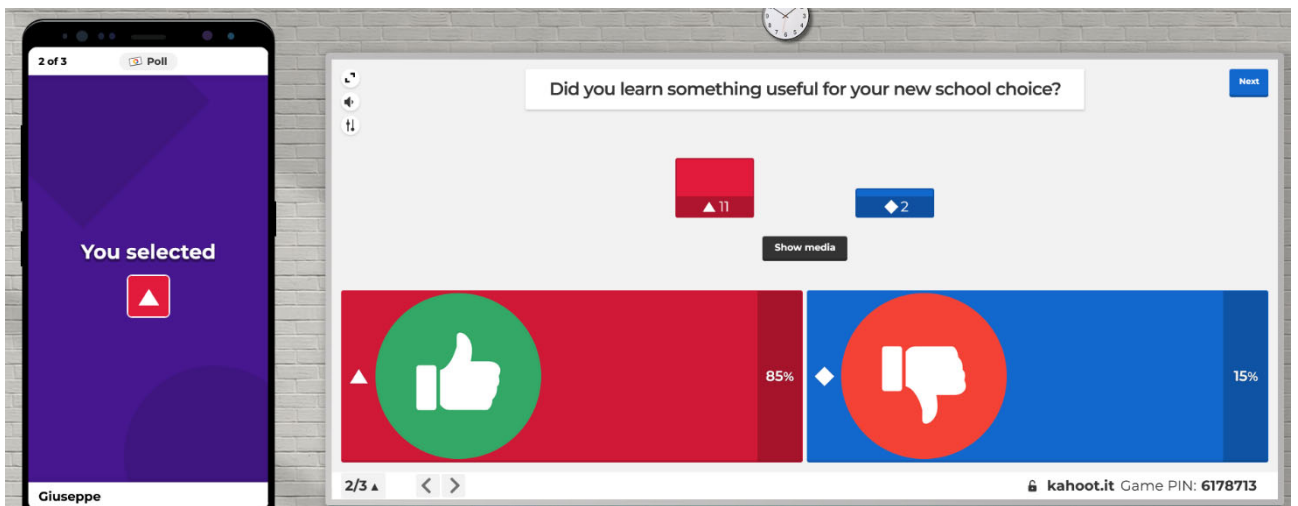 2 of 3
Poll
You selected
Giuseppe
Did you learn something useful for your new school choice?
Next
11
2
Show media
85%
15%
2/3
kahoot.it Game PIN: 6178713